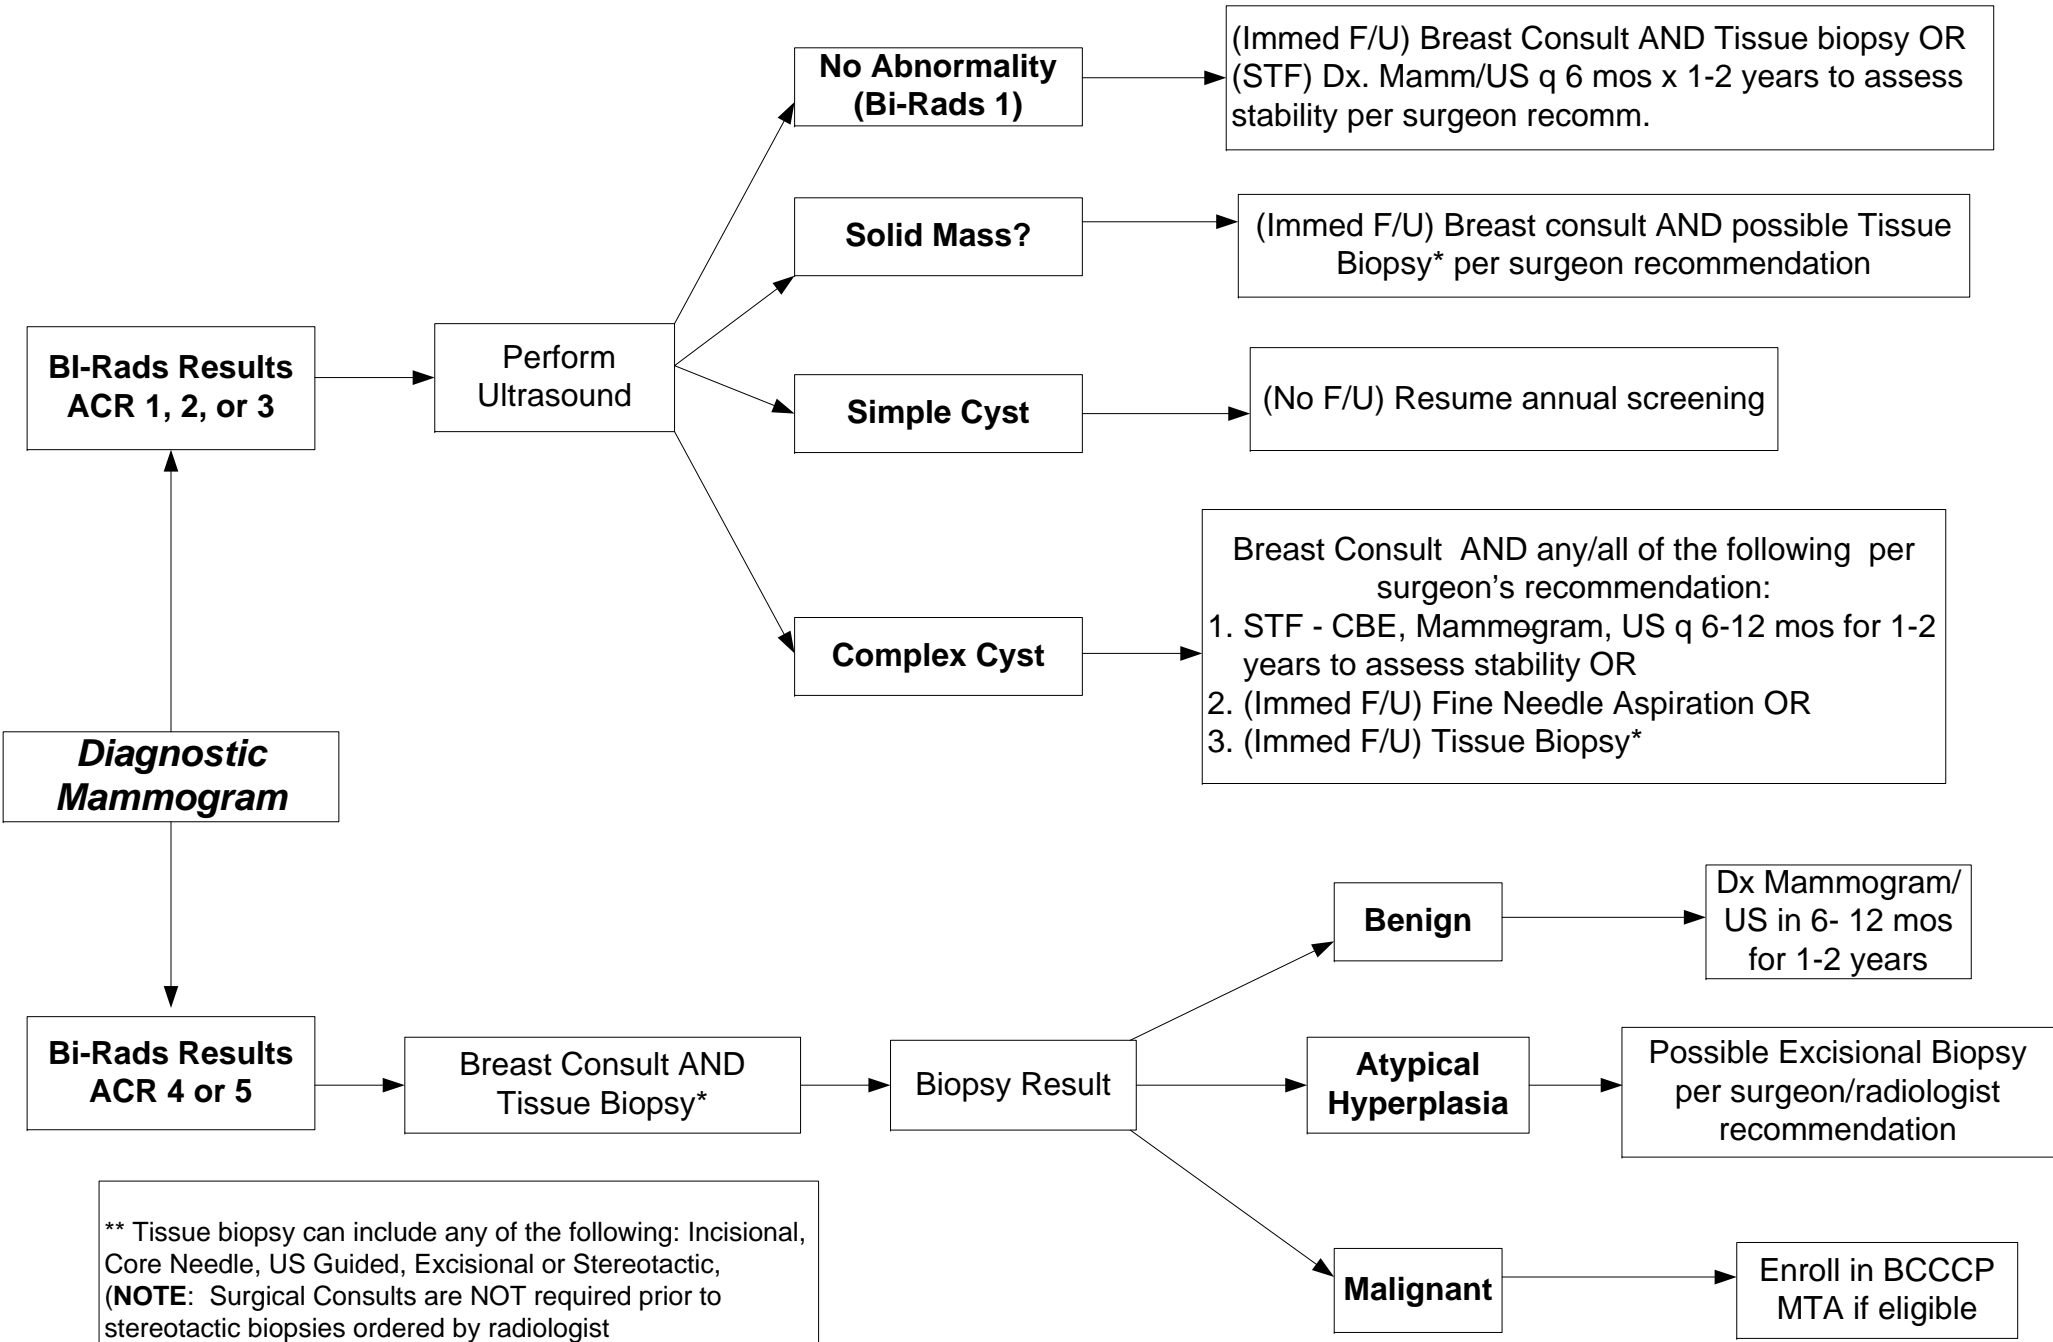 No Abnormality
(Bi-Rads 1)
(Immed F/U) Breast Consult AND Tissue biopsy OR
(STF) Dx. Mamm/US q 6 mos x 1-2 years to assess
stability per surgeon recomm.
Solid Mass?
(Immed F/U) Breast consult AND possible Tissue
Biopsy* per surgeon recommendation
BI-Rads Results
ACR 1, 2, or 3
Perform
Ultrasound
Simple Cyst
(No F/U) Resume annual screening
Complex Cyst
Breast Consult AND any/all of the following per
surgeon’s recommendation:
1. STF - CBE, Mammogram, US q 6-12 mos for 1-2
years to assess stability OR
2. (Immed F/U) Fine Needle Aspiration OR
3. (Immed F/U) Tissue Biopsy*
Diagnostic
Mammogram
Bi-Rads Results
ACR 4 or 5
Breast Consult AND
Tissue Biopsy*
Biopsy Result
Benign
Dx Mammogram/
US in 6- 12 mos
for 1-2 years
Atypical
Hyperplasia
Possible Excisional Biopsy
per surgeon/radiologist
recommendation
Malignant
Enroll in BCCCP
MTA if eligible
** Tissue biopsy can include any of the following: Incisional,
Core Needle, US Guided, Excisional or Stereotactic,
(NOTE: Surgical Consults are NOT required prior to
stereotactic biopsies ordered by radiologist